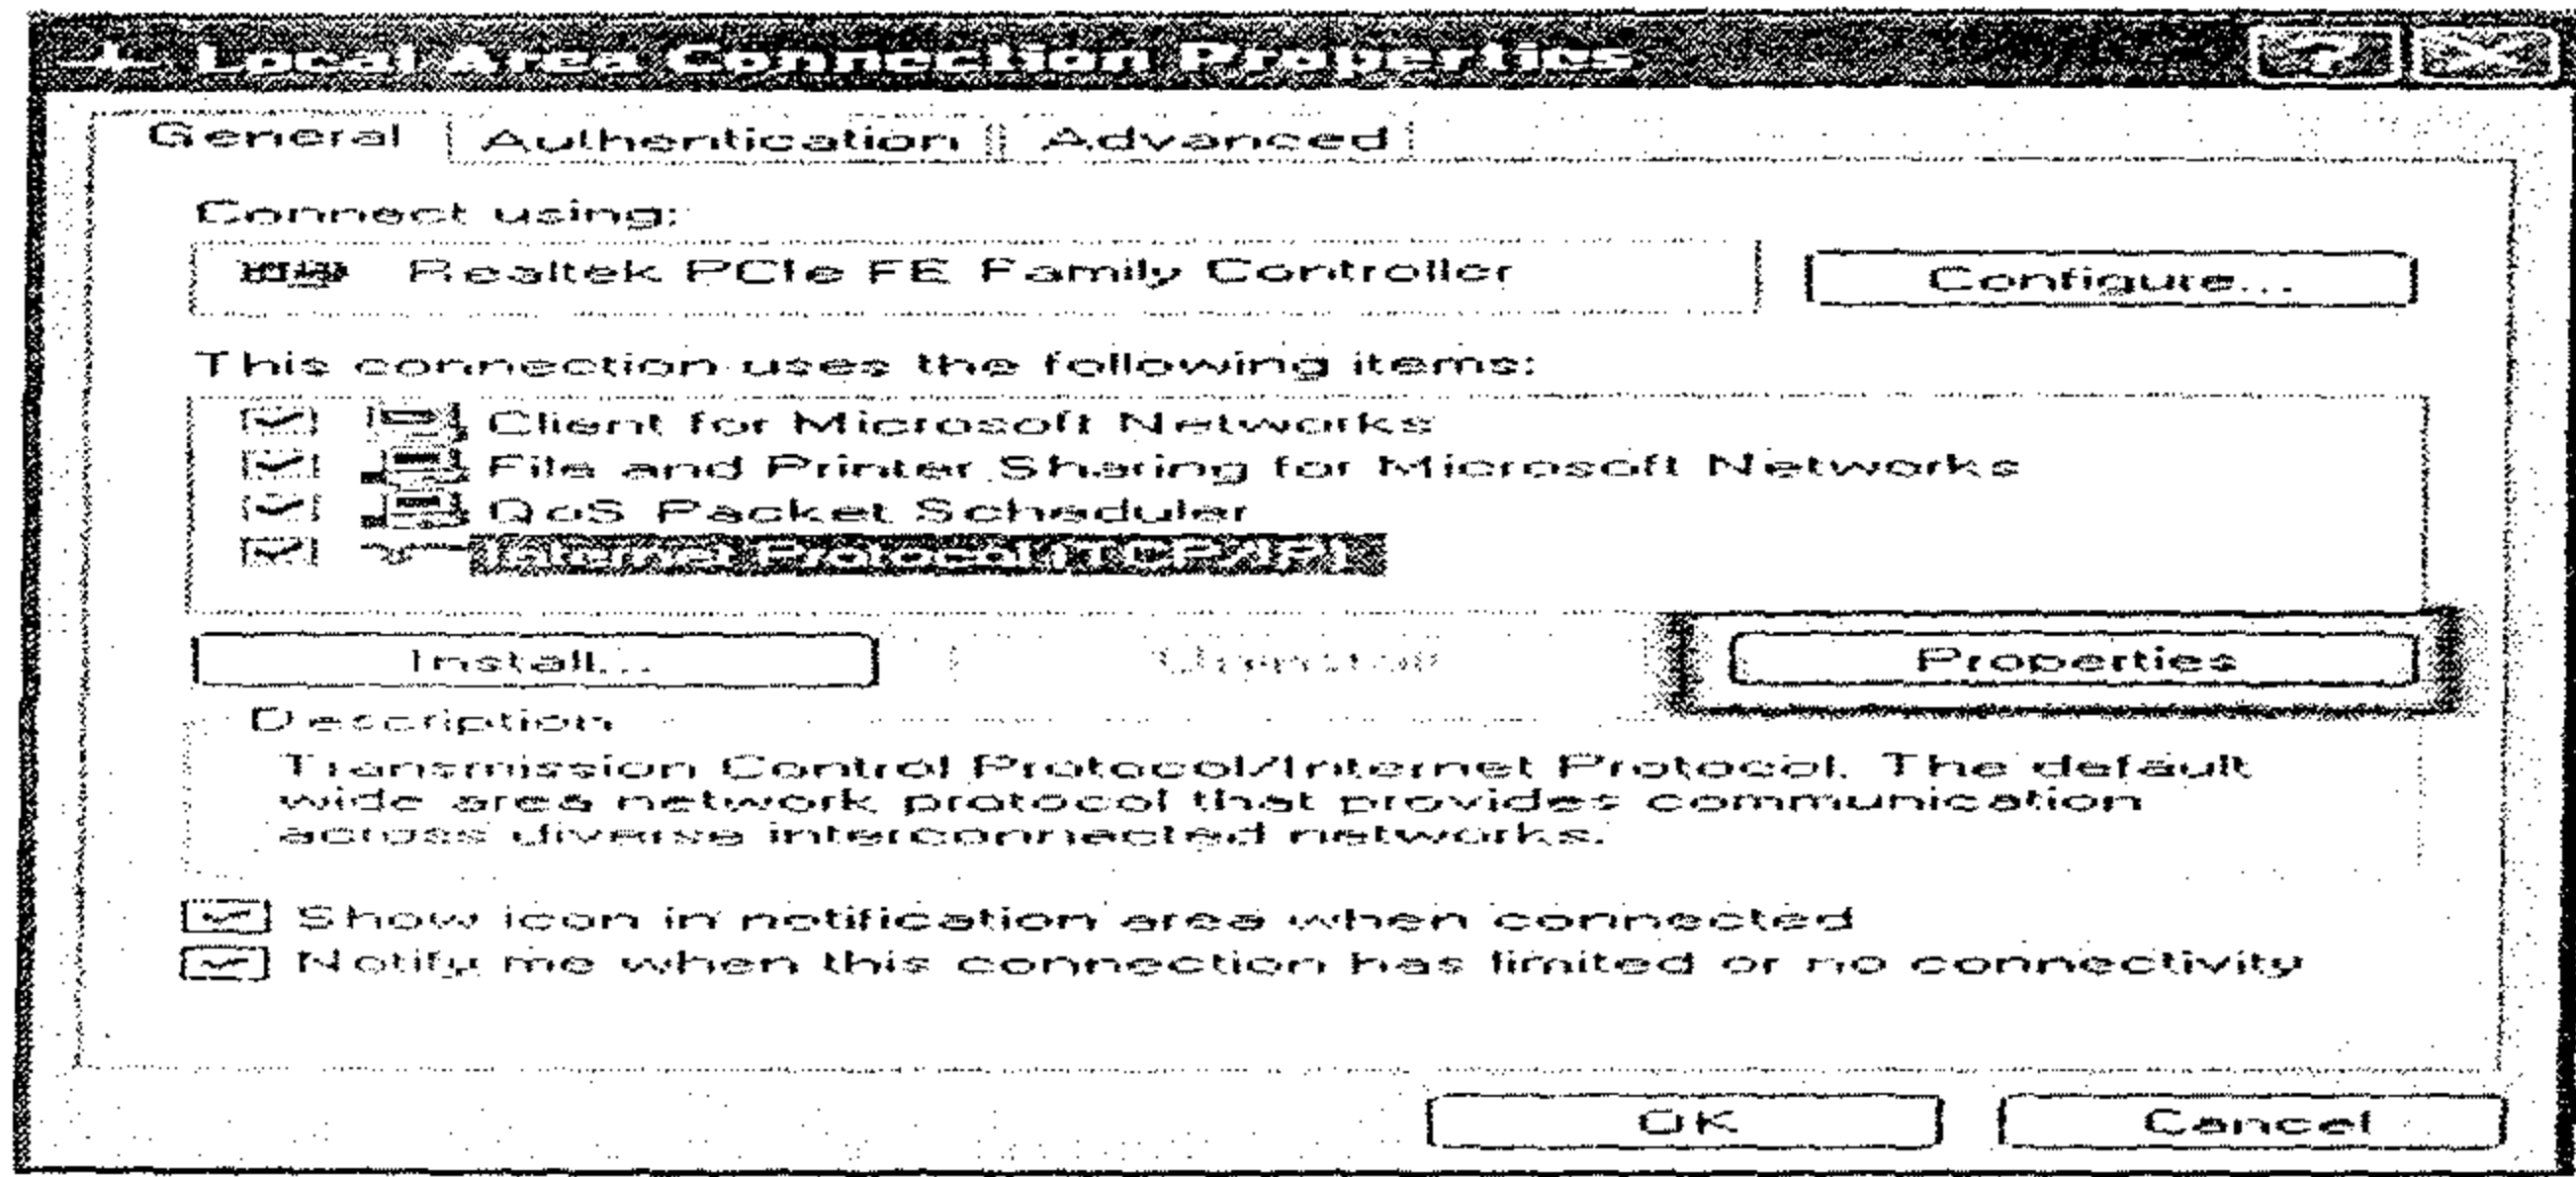 Local Area Connection Properties
General Authentication Advanced
Connect using:
Realtek PCIe FE Family Controller Configure...
This connection uses the following items:
Client for Microsoft Networks
File and Printer Sharing for Microsoft Networks
QoS Packet Scheduler
Internet Protocol (TCP/IP)
Install... Uninstall Properties
Description
Transmission Control Protocol/Internet Protocol. The default
wide area network protocol that provides communication
across diverse interconnected networks.
Show icon in notification area when connected
Notify me when this connection has limited or no connectivity
OK Cancel